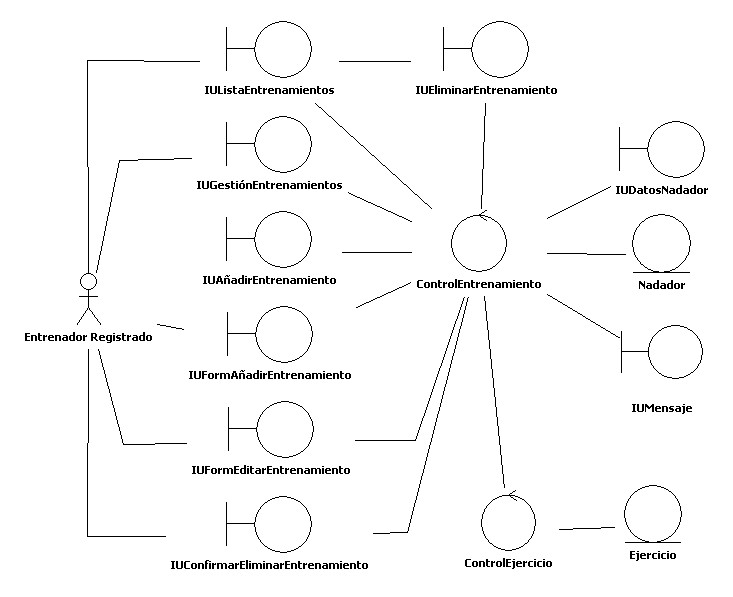 IUListaEntrenamientos
IUEliminarEntrenamiento
IUGestiónEntrenamientos
IUDatosNadador
IUAñadirEntrenamiento
ControlEntrenamiento
Nadador
Entrenador Registrado
IUFormAñadirEntrenamiento
IUMensaje
IUFormEditarEntrenamiento
IUConfirmarEliminarEntrenamiento
ControlEjercicio
Ejercicio